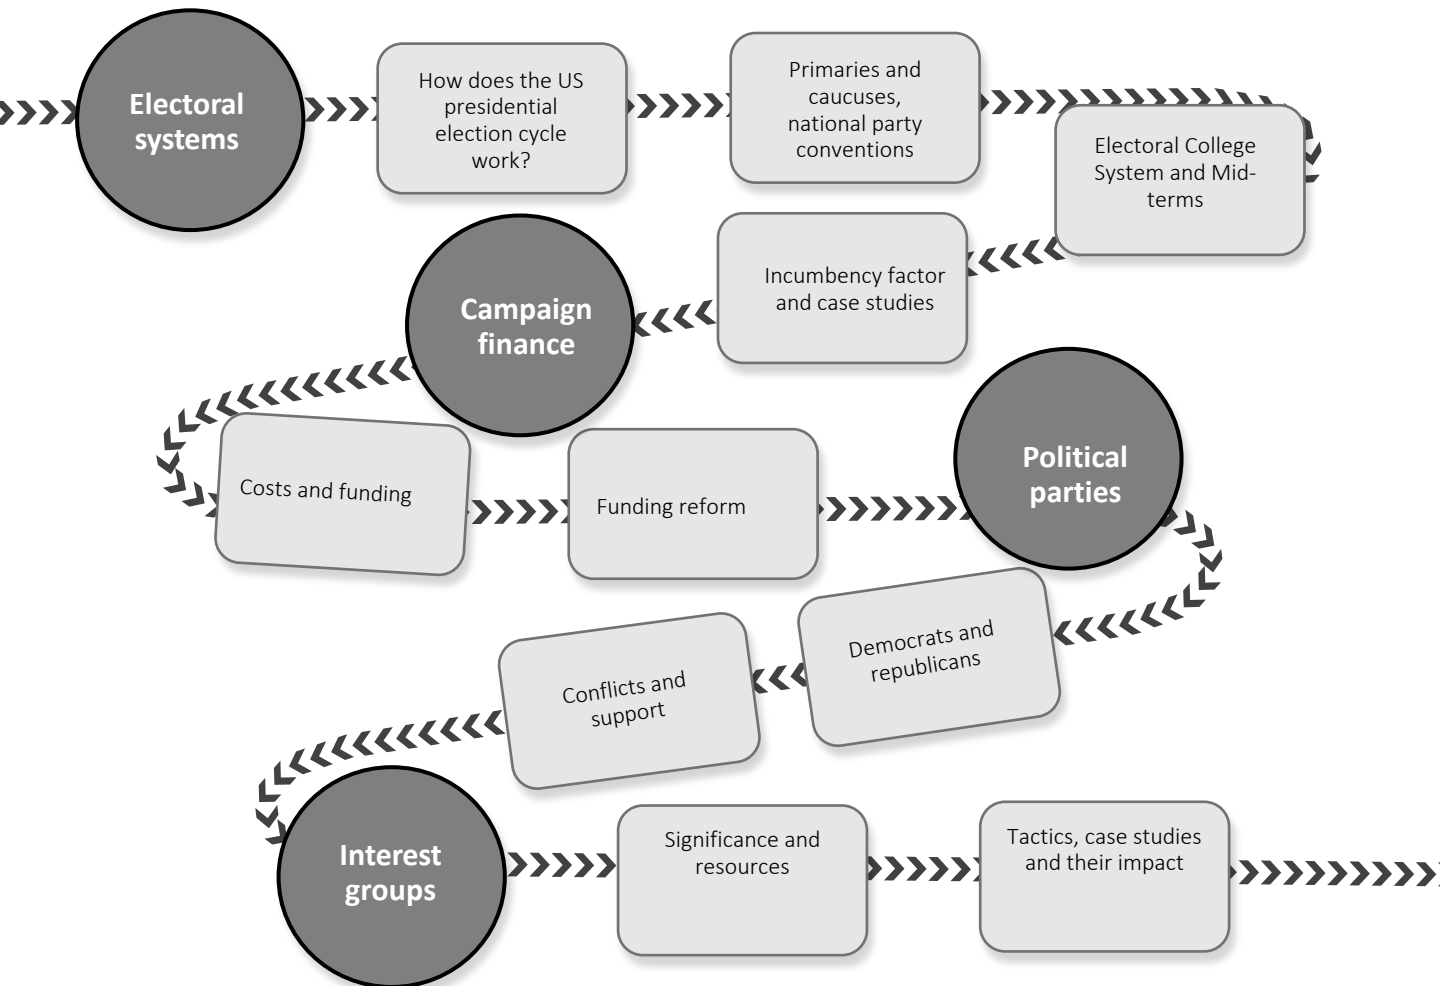 Electoral
systems
How does the US
presidential
election cycle
work?
Primaries and
caucuses,
national party
conventions
Electoral College
System and Mid-
terms
Incumbency factor
and case studies
Campaign
finance
Costs and funding
Funding reform
Political
parties
Democrats and
republicans
Conflicts and
support
Interest
groups
Significance and
resources
Tactics, case studies
and their impact